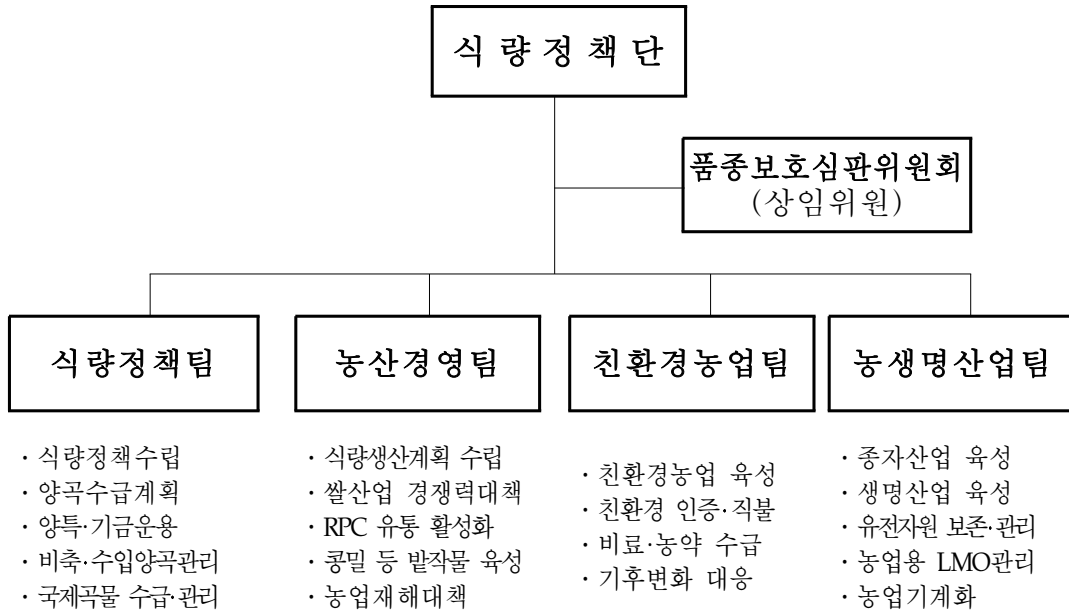 식량정책단
품종보호심판위원회
(상임위원)
식량정책팀
· 식량정책수립
· 양곡수급계획
· 양특·기금운용
· 비축·수입양곡관리
· 국제곡물 수급·관리
농산경영팀
· 식량생산계획 수립
· 쌀산업 경쟁력대책
· RPC 유통 활성화
· 콩밀 등 밭작물 육성
· 농업재해대책
친환경농업팀
· 친환경농업 육성
· 친환경 인증·직불
· 비료·농약 수급
· 기후변화 대응
농생명산업팀
· 종자산업 육성
· 생명산업 육성
· 유전자원 보존·관리
· 농업용 LMO관리
· 농업기계화